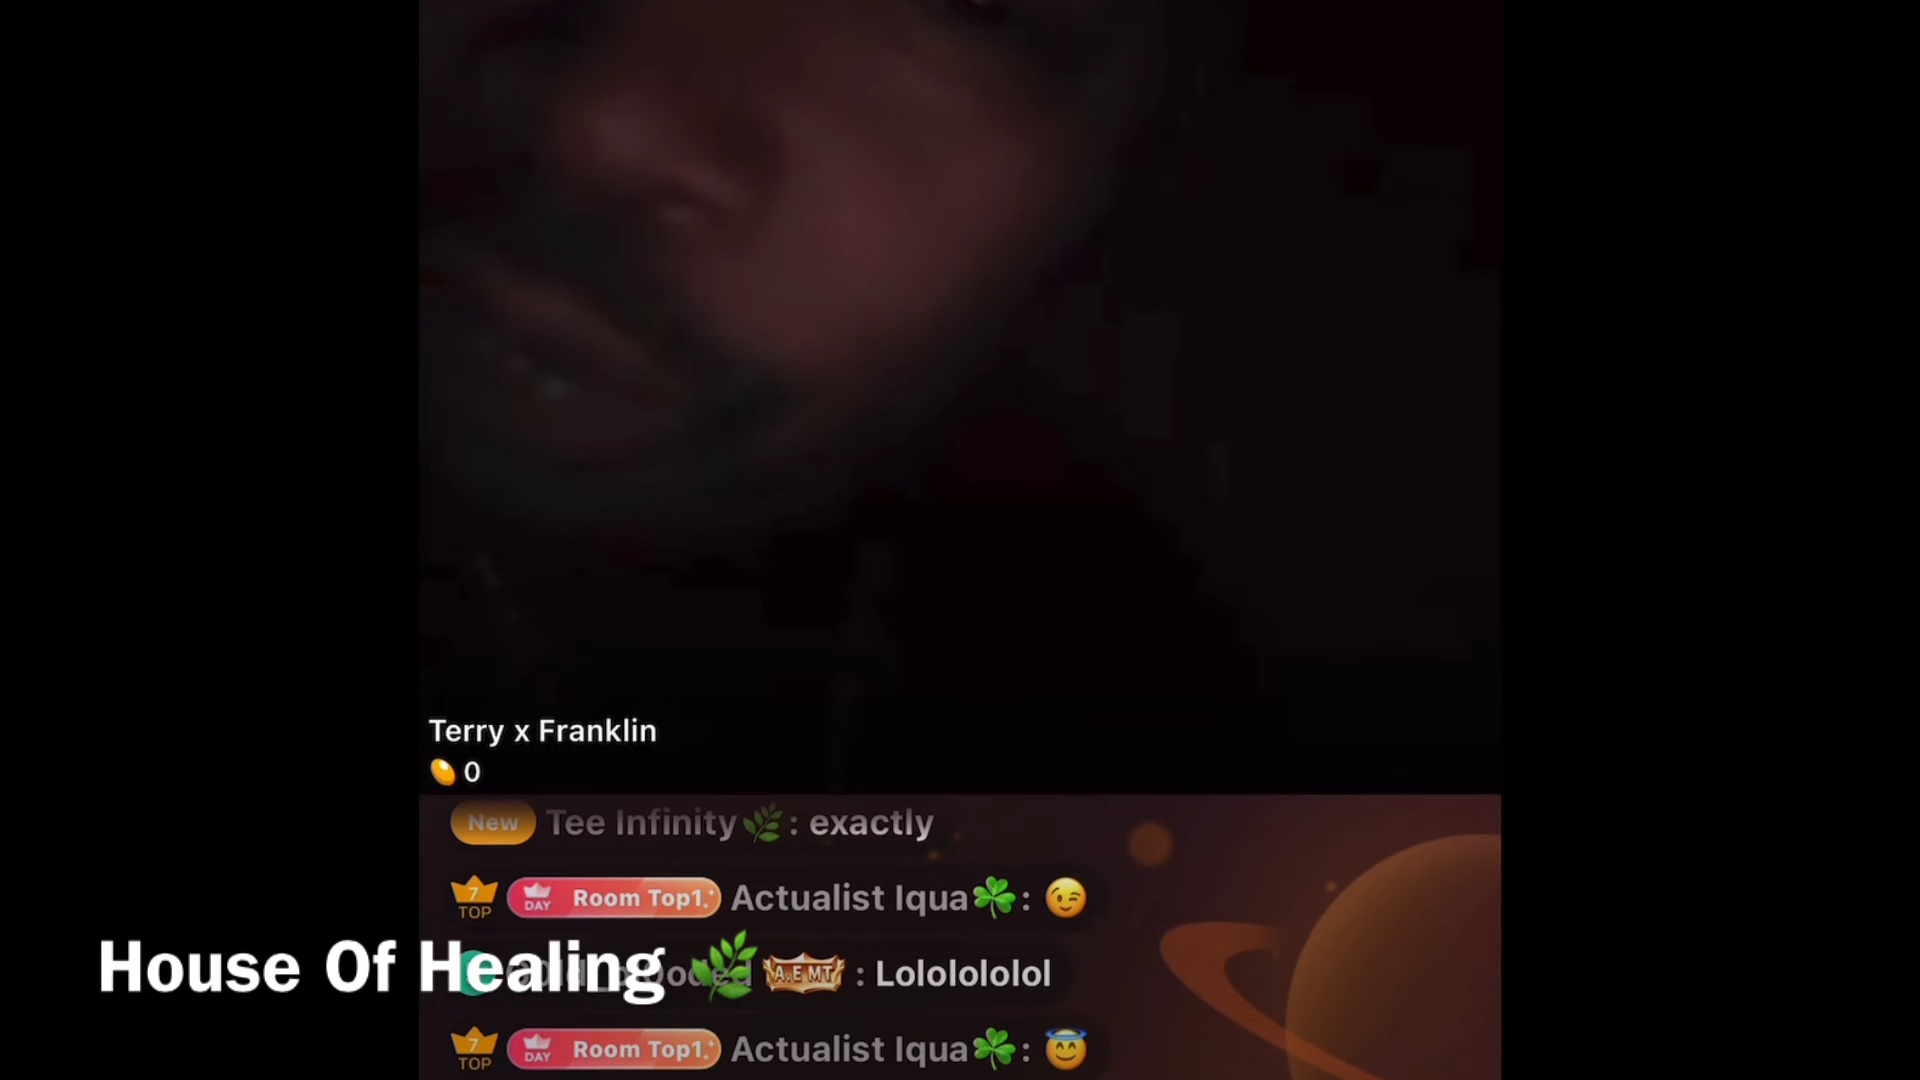 Terry x Franklin
0
New Tee Infinity🌿: exactly
7 TOP DAY Room Top1 Actualist Iqua☘️: 😉
A.E MT : Lololololol
House Of Healing 🌿
7 TOP DAY Room Top1 Actualist Iqua☘️: 😇